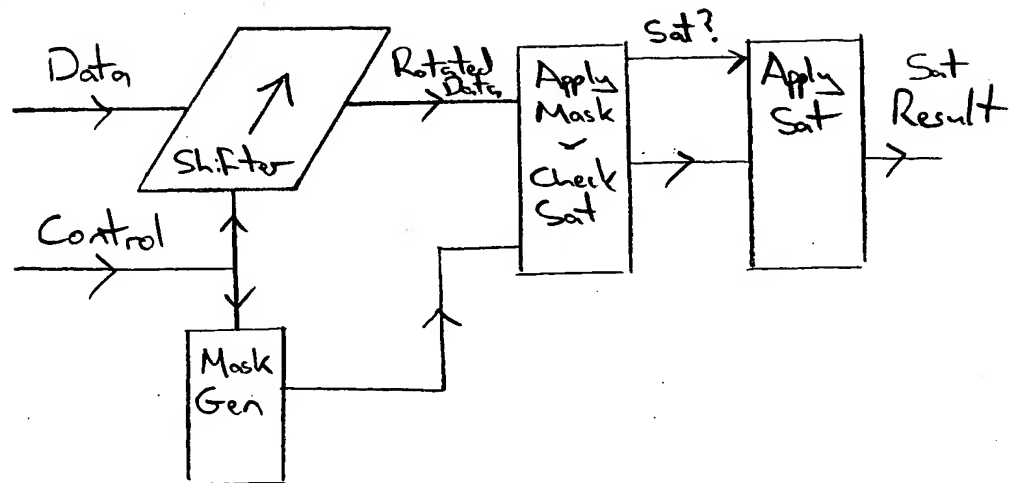 Data
Shifter
Rotated
Data
Control
Mask
Gen
Apply
Mask
Check
Sat
Sat?
Apply
Sat
Sat
Result